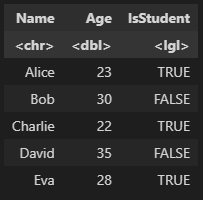 Name Age IsStudent
<chr> <dbl> <lgl>
Alice 23 TRUE
Bob 30 FALSE
Charlie 22 TRUE
David 35 FALSE
Eva 28 TRUE